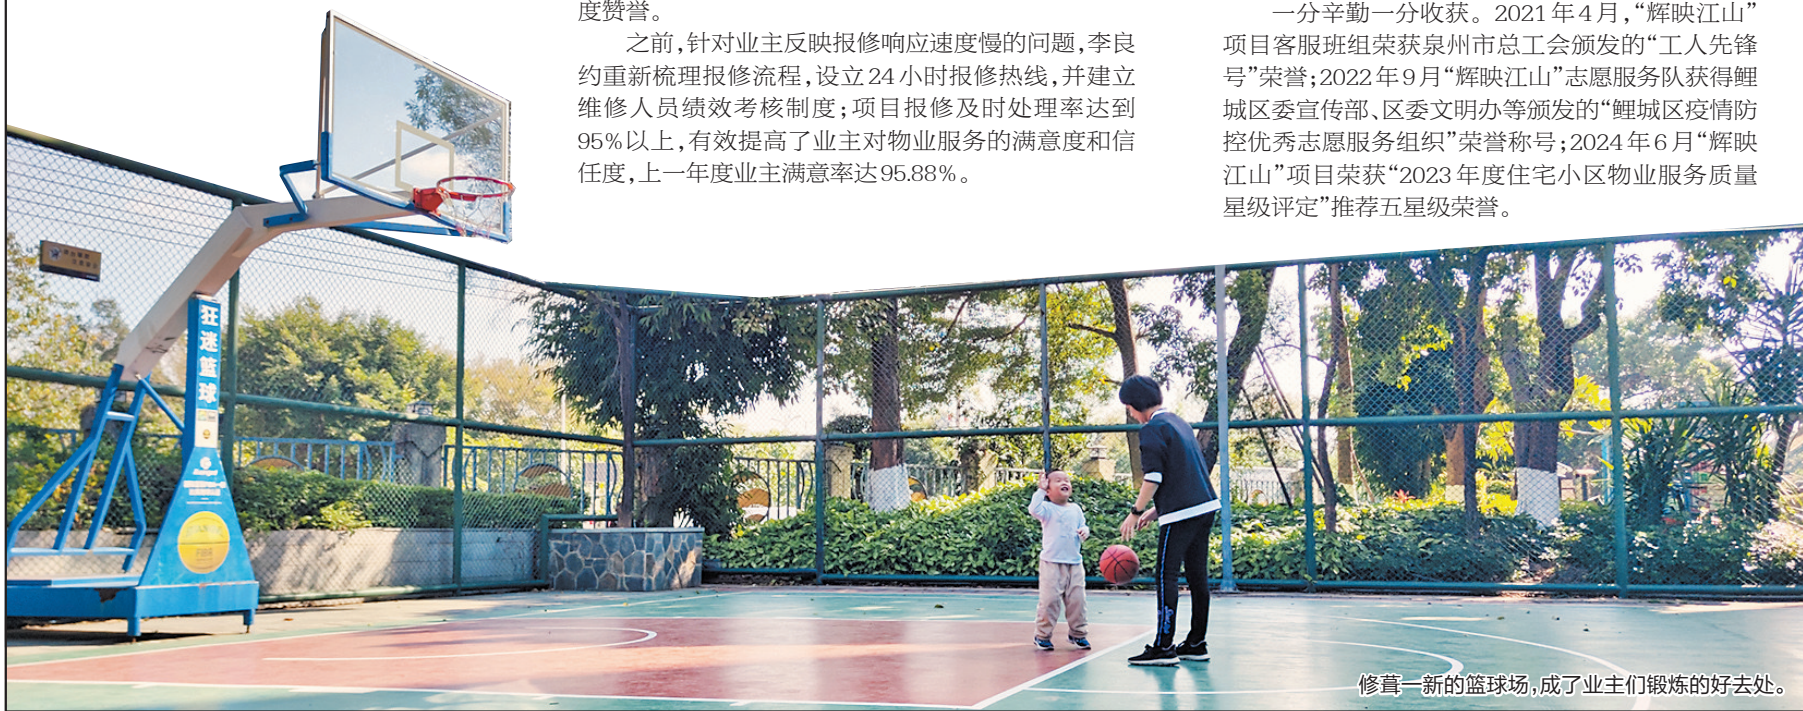 度赞誉。
之前,针对业主反映报修响应速度慢的问题,李良
约重新梳理报修流程,设立24小时报修热线,并建立
维修人员绩效考核制度;项目报修及时处理率达到
95%以上,有效提高了业主对物业服务的满意度和信
任度,上一年度业主满意率达95.88%。
一分辛勤一分收获。2021年4月,“辉映江山”
项目客服班组荣获泉州市总工会颁发的“工人先锋
号”荣誉;2022年9月“辉映江山”志愿服务队获得鲤
城区委宣传部、区委文明办等颁发的“鲤城区疫情防
控优秀志愿服务组织”荣誉称号;2024年6月“辉映
江山”项目荣获“2023年度住宅小区物业服务质量
星级评定”推荐五星级荣誉。
狂迷篮球
修葺一新的篮球场,成了业主们锻炼的好去处。